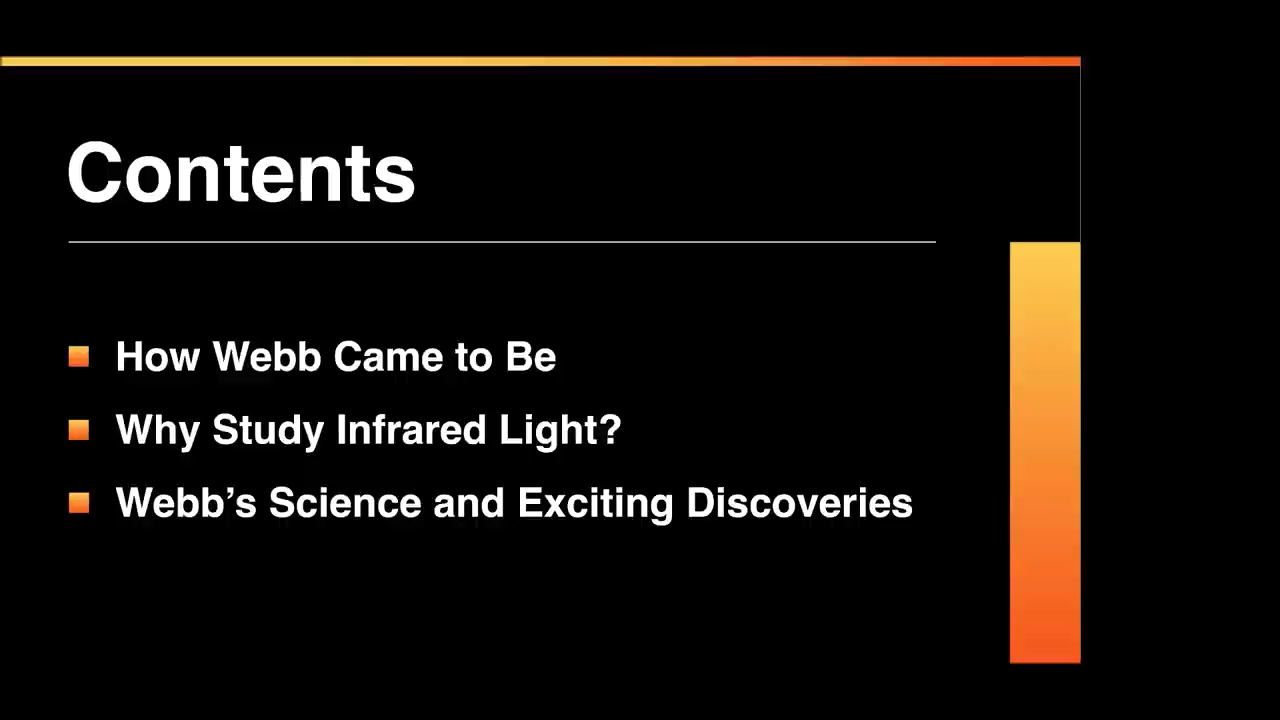 Contents
How Webb Came to Be
Why Study Infrared Light?
Webb’s Science and Exciting Discoveries